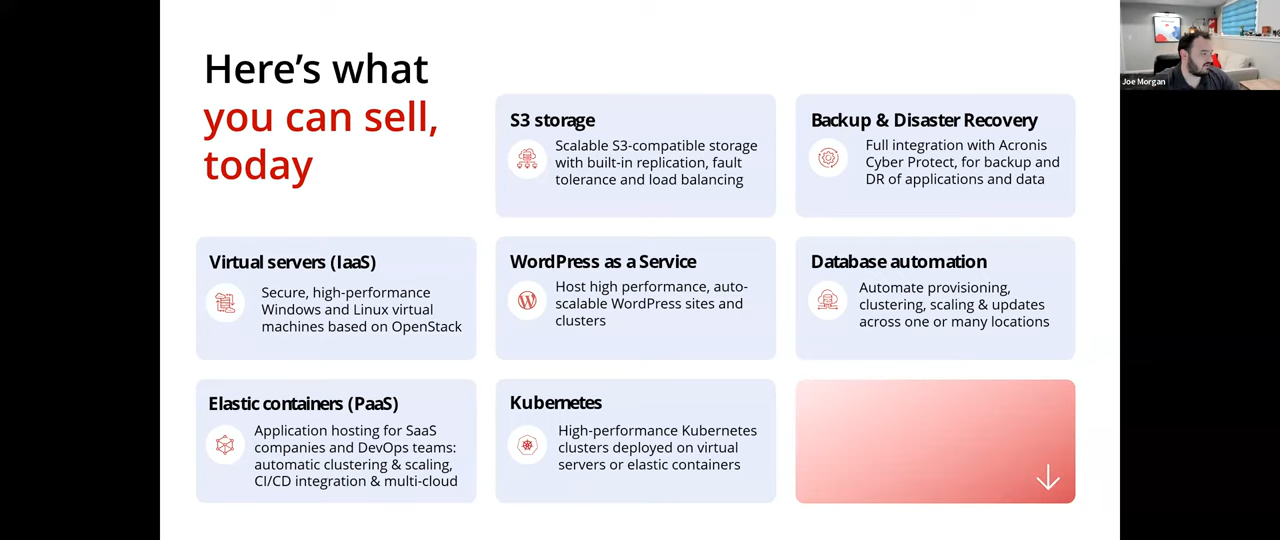 Here's what
you can sell,
today
S3 storage
Scalable S3-compatible storage
with built-in replication, fault
tolerance and load balancing
Backup & Disaster Recovery
Full integration with Acronis
Cyber Protect, for backup and
DR of applications and data
Virtual servers (IaaS)
Secure, high-performance
Windows and Linux virtual
machines based on OpenStack
WordPress as a Service
Host high performance, auto-
scalable WordPress sites and
clusters
Database automation
Automate provisioning,
clustering, scaling & updates
across one or many locations
Elastic containers (PaaS)
Application hosting for SaaS
companies and DevOps teams:
automatic clustering & scaling,
CI/CD integration & multi-cloud
Kubernetes
High-performance Kubernetes
clusters deployed on virtual
servers or elastic containers
Joe Morgan